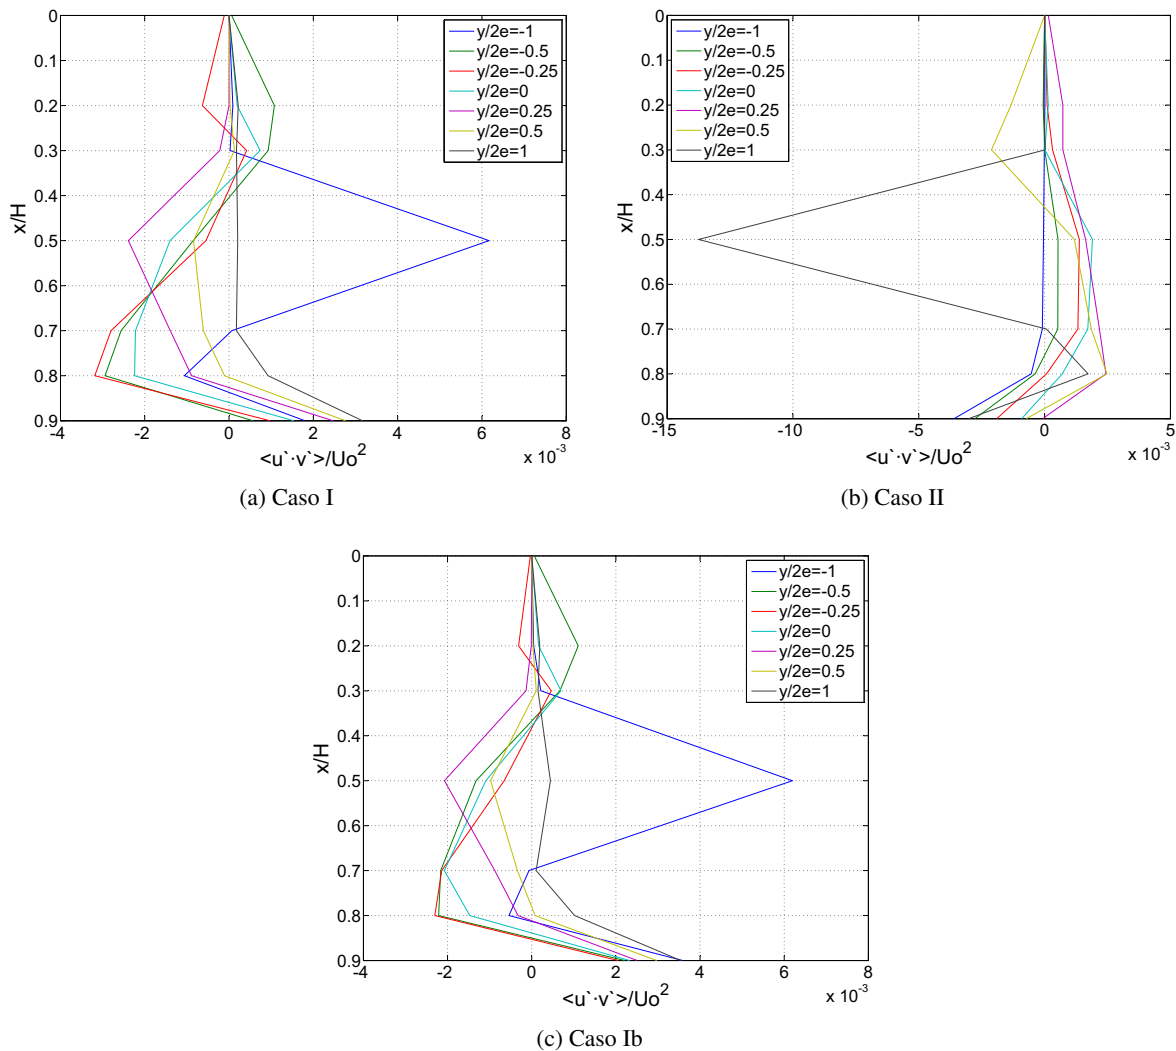 0
0.1
0.2
0.3
0.4
0.5
0.6
0.7
0.8
0.9
x/H
-4
-2
0
2
4
6
8
x 10⁻³
<u`·v`>/Uo²
y/2e=-1
y/2e=-0.5
y/2e=-0.25
y/2e=0
y/2e=0.25
y/2e=0.5
y/2e=1
(a) Caso I
0
0.1
0.2
0.3
0.4
0.5
0.6
0.7
0.8
0.9
x/H
-15
-10
-5
0
5
x 10⁻³
<u`·v`>/Uo²
y/2e=-1
y/2e=-0.5
y/2e=-0.25
y/2e=0
y/2e=0.25
y/2e=0.5
y/2e=1
(b) Caso II
0
0.1
0.2
0.3
0.4
0.5
0.6
0.7
0.8
0.9
x/H
-4
-2
0
2
4
6
8
x 10⁻³
<u`·v`>/Uo²
y/2e=-1
y/2e=-0.5
y/2e=-0.25
y/2e=0
y/2e=0.25
y/2e=0.5
y/2e=1
(c) Caso Ib